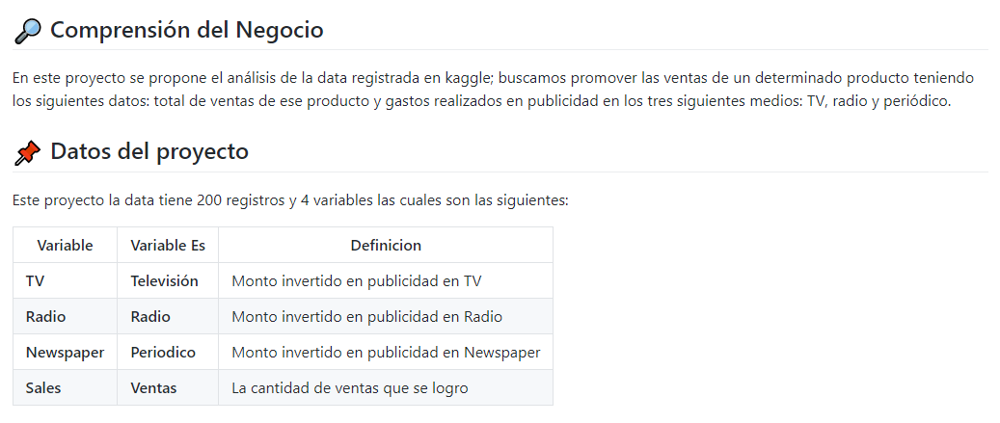 Comprensión del Negocio
En este proyecto se propone el análisis de la data registrada en kaggle; buscamos promover las ventas de un determinado producto teniendo
los siguientes datos: total de ventas de ese producto y gastos realizados en publicidad en los tres siguientes medios: TV, radio y periódico.
Datos del proyecto
Este proyecto la data tiene 200 registros y 4 variables las cuales son las siguientes:
Variable Variable Es Definicion
TV Televisión Monto invertido en publicidad en TV
Radio Radio Monto invertido en publicidad en Radio
Newspaper Periodico Monto invertido en publicidad en Newspaper
Sales Ventas La cantidad de ventas que se logro